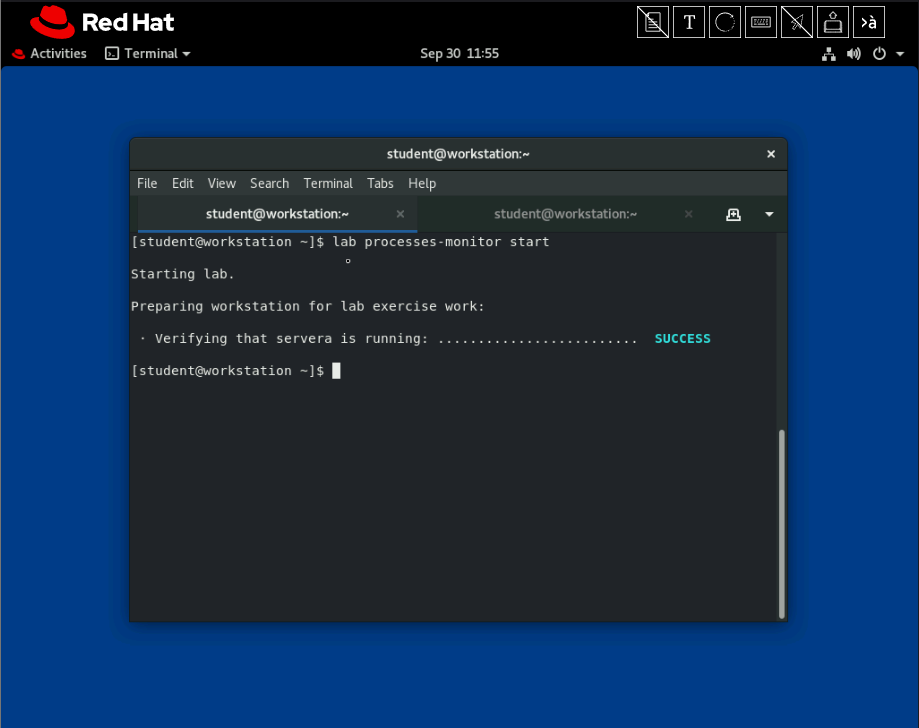 Red Hat
T
>à
Activities Terminal Sep 30 11:55
student@workstation:~
File Edit View Search Terminal Tabs Help
student@workstation:~ student@workstation:~
[student@workstation ~]$ lab processes-monitor start
Starting lab.
Preparing workstation for lab exercise work:
· Verifying that servera is running: ......................... SUCCESS
[student@workstation ~]$